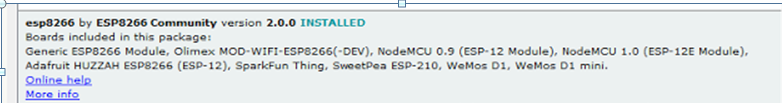 esp8266 by ESP8266 Community version 2.0.0 INSTALLED
Boards included in this package:
Generic ESP8266 Module, Olimex MOD-WIFI-ESP8266(-DEV), NodeMCU 0.9 (ESP-12 Module), NodeMCU 1.0 (ESP-12E Module),
Adafruit HUZZAH ESP8266 (ESP-12), SparkFun Thing, SweetPea ESP-210, WeMos D1, WeMos D1 mini.
Online help
More info